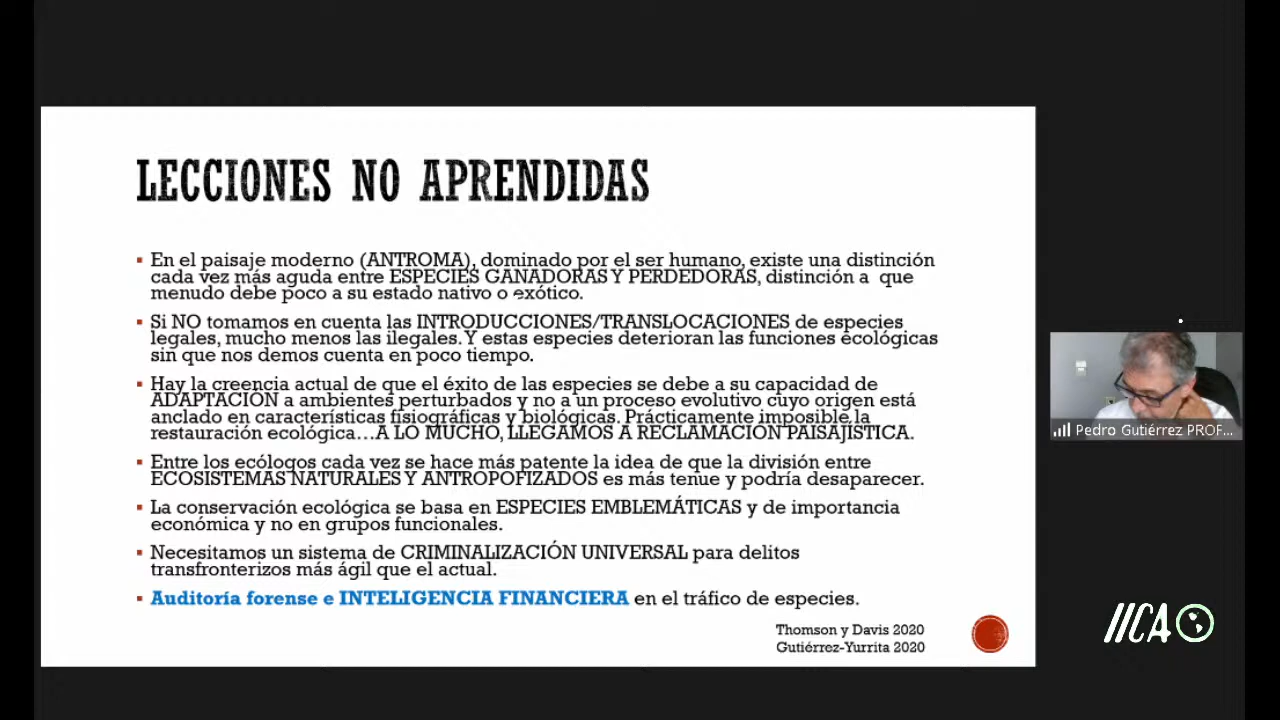 LECCIONES NO APRENDIDAS
En el paisaje moderno (ANTROMA), dominado por el ser humano, existe una distinción
cada vez más aguda entre ESPECIES GANADORAS Y PERDEDORAS, distinción a que
menudo debe poco a su estado nativo o exótico.
Si NO tomamos en cuenta las INTRODUCCIONES/TRANSLOCACIONES de especies
legales, mucho menos las ilegales. Y estas especies deterioran las funciones ecológicas
sin que nos demos cuenta en poco tiempo.
Hay la creencia actual de que el éxito de las especies se debe a su capacidad de
ADAPTACIÓN a ambientes perturbados y no a un proceso evolutivo cuyo origen está
anclado en características fisiográficas y biológicas. Prácticamente imposible la
restauración ecológica…A LO MUCHO, LLEGAMOS A RECLAMACIÓN PAISAJÍSTICA.
Entre los ecólogos cada vez se hace más patente la idea de que la división entre
ECOSISTEMAS NATURALES Y ANTROPOFIZADOS es más tenue y podría desaparecer.
La conservación ecológica se basa en ESPECIES EMBLEMÁTICAS y de importancia
económica y no en grupos funcionales.
Necesitamos un sistema de CRIMINALIZACIÓN UNIVERSAL para delitos
transfronterizos más ágil que el actual.
Auditoría forense e INTELIGENCIA FINANCIERA en el tráfico de especies.
Thomson y Davis 2020
Gutiérrez-Yurrita 2020
Pedro Gutiérrez PROF...
IICA